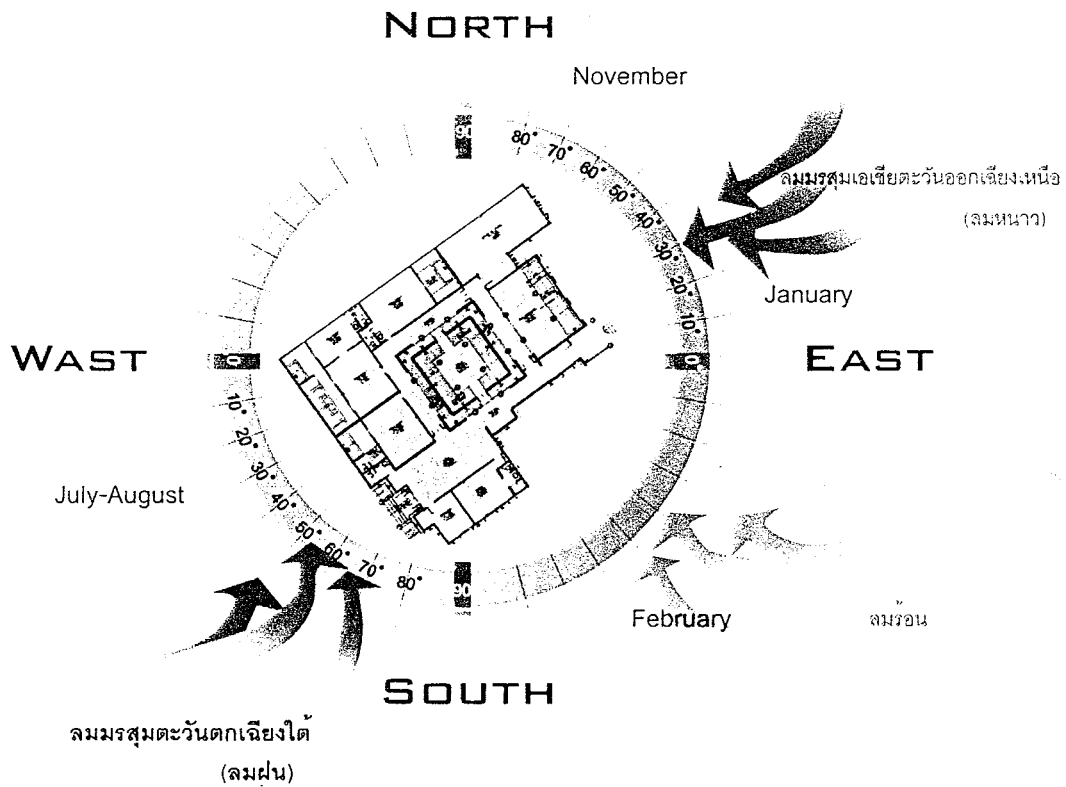 NORTH
November
90
80°
70°
60°
50°
40°
30°
20°
10°
0
ลมมรสุมเอเชียตะวันออกเฉียงเหนือ
(ลมหนาว)
January
WAST
EAST
0
10°
20°
30°
40°
50°
60°
70°
80°
90
July-August
February
ลมร้อน
SOUTH
ลมมรสุมตะวันตกเฉียงใต้
(ลมฝน)